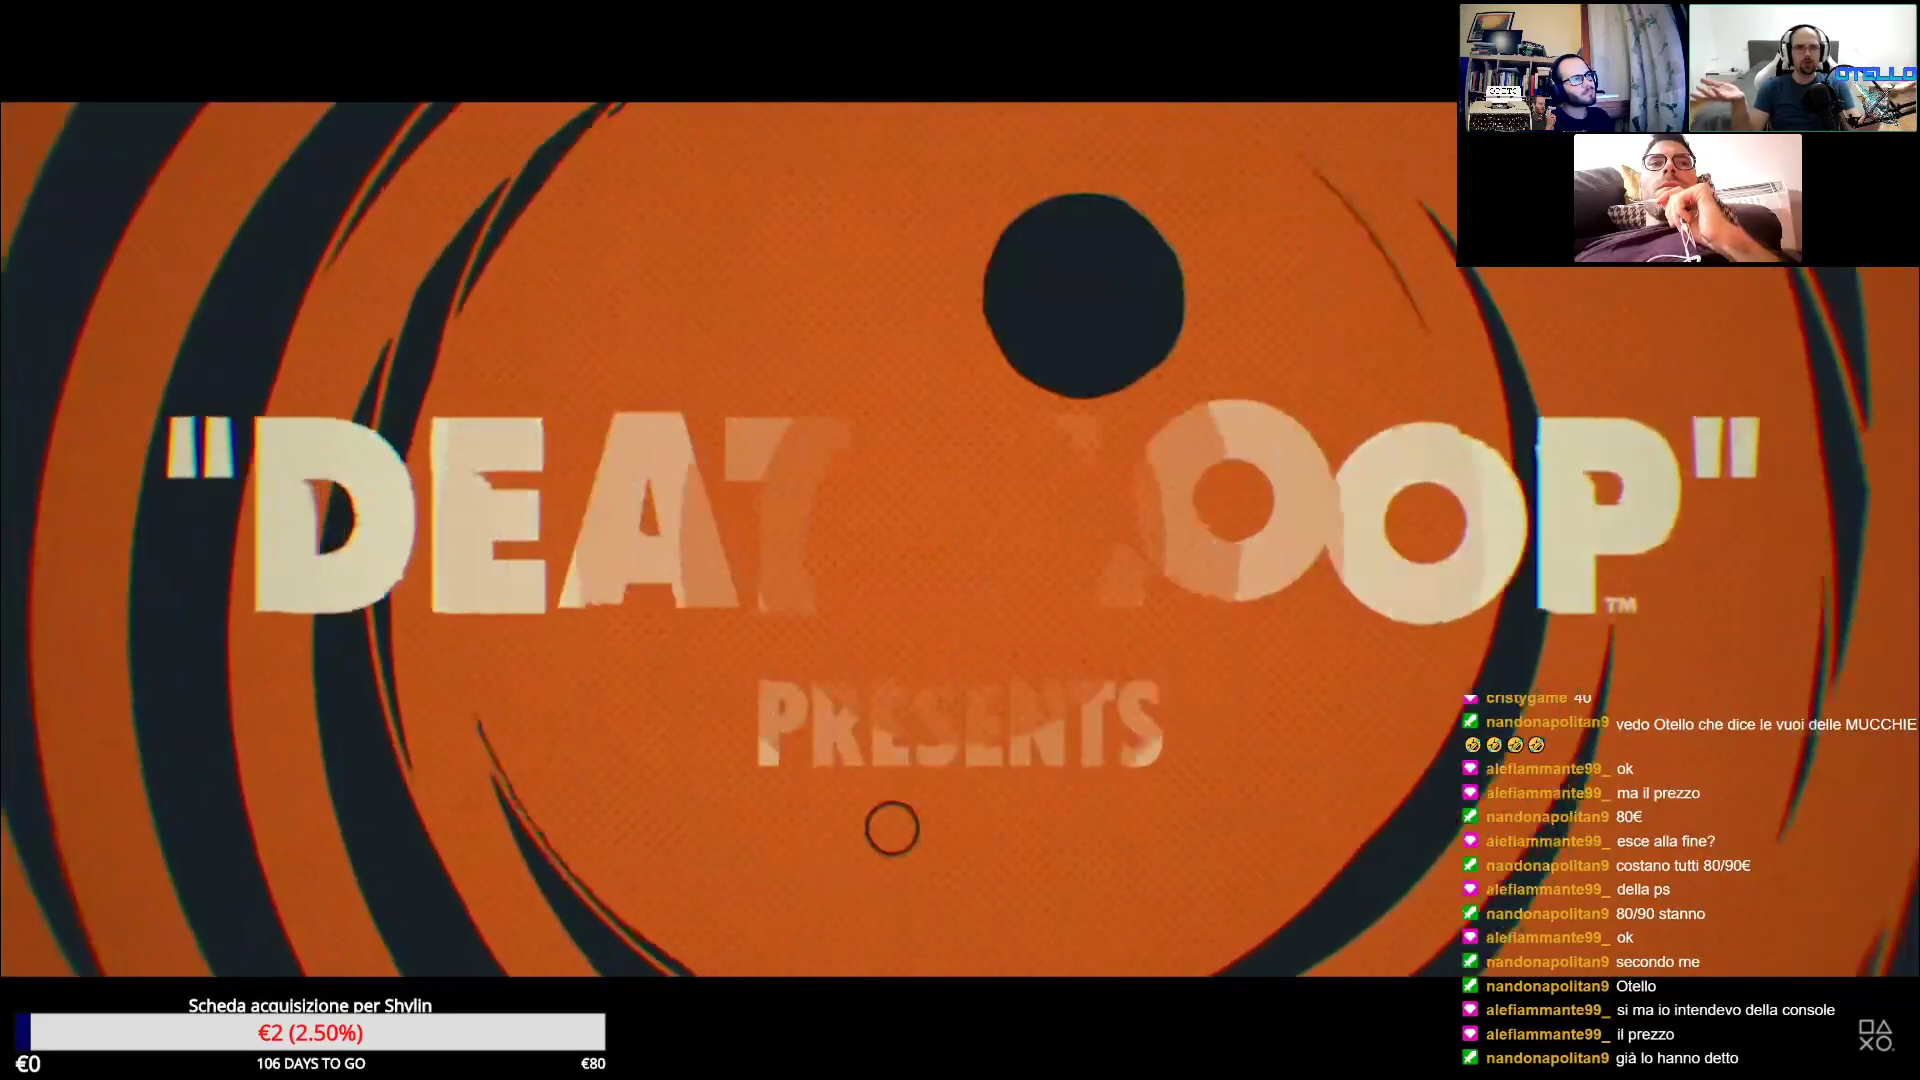 OTELLO
"DEAT OOP"
TM
PRESENTS
cristygame 40
nandonapolitan9 vedo Otello che dice le vuoi delle MUCCHIE
alefiammante99_ ok
alefiammante99_ ma il prezzo
nandonapolitan9 80€
alefiammante99_ esce alla fine?
nandonapolitan9 costano tutti 80/90€
alefiammante99_ della ps
nandonapolitan9 80/90 stanno
alefiammante99_ ok
nandonapolitan9 secondo me
nandonapolitan9 Otello
alefiammante99_ si ma io intendevo della console
alefiammante99_ il prezzo
nandonapolitan9 già lo hanno detto
Scheda acquisizione per Shylin
€2 (2.50%)
€0 106 DAYS TO GO €80